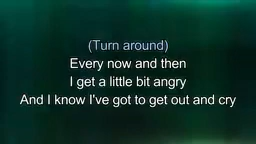 (Turn around)
Every now and then
I get a little bit angry
And I know I've got to get out and cry